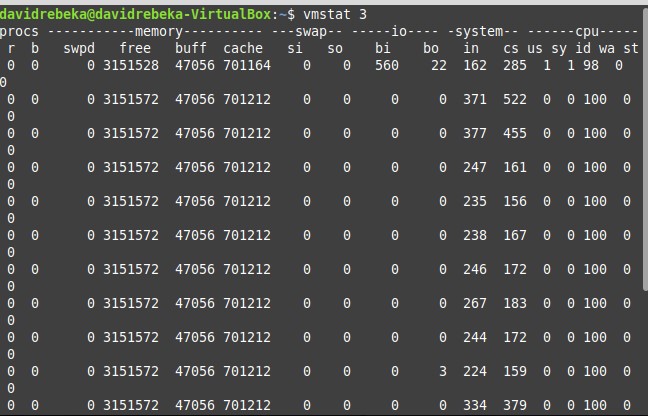 davidrebeka@davidrebeka-VirtualBox:~$ vmstat 3
procs -----------memory---------- ---swap-- -----io---- -system-- ------cpu-----
 r  b   swpd   free   buff  cache   si   so    bi    bo   in   cs us sy id wa st
 0  0      0 3151528  47056 701164    0    0   560    22  162  285  1  1 98  0
0
 0  0      0 3151572  47056 701212    0    0     0     0  371  522  0  0 100  0
 0
 0  0      0 3151572  47056 701212    0    0     0     0  377  455  0  0 100  0
 0
 0  0      0 3151572  47056 701212    0    0     0     0  247  161  0  0 100  0
 0
 0  0      0 3151572  47056 701212    0    0     0     0  235  156  0  0 100  0
 0
 0  0      0 3151572  47056 701212    0    0     0     0  238  167  0  0 100  0
 0
 0  0      0 3151572  47056 701212    0    0     0     0  246  172  0  0 100  0
 0
 0  0      0 3151572  47056 701212    0    0     0     0  267  183  0  0 100  0
 0
 0  0      0 3151572  47056 701212    0    0     0     0  244  172  0  0 100  0
 0
 0  0      0 3151572  47056 701212    0    0     0     3  224  159  0  0 100  0
 0
 0  0      0 3151572  47056 701212    0    0     0     0  334  379  0  0 100  0